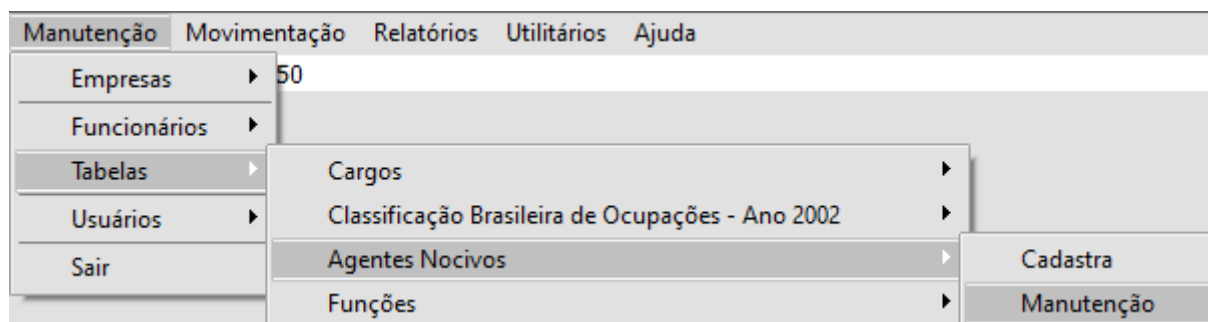 Manutenção Movimentação Relatórios Utilitários Ajuda
Empresas 50
Funcionários
Tabelas Cargos
Usuários Classificação Brasileira de Ocupações - Ano 2002
Sair Agentes Nocivos Cadastra
Funções Manutenção